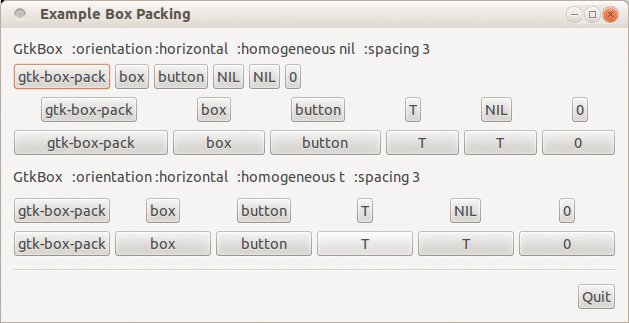 Example Box Packing
GtkBox :orientation :horizontal :homogeneous nil :spacing 3
gtk-box-pack box button NIL NIL 0
gtk-box-pack box button T NIL 0
gtk-box-pack box button T T 0
GtkBox :orientation :horizontal :homogeneous t :spacing 3
gtk-box-pack box button T NIL 0
gtk-box-pack box button T T 0
Quit